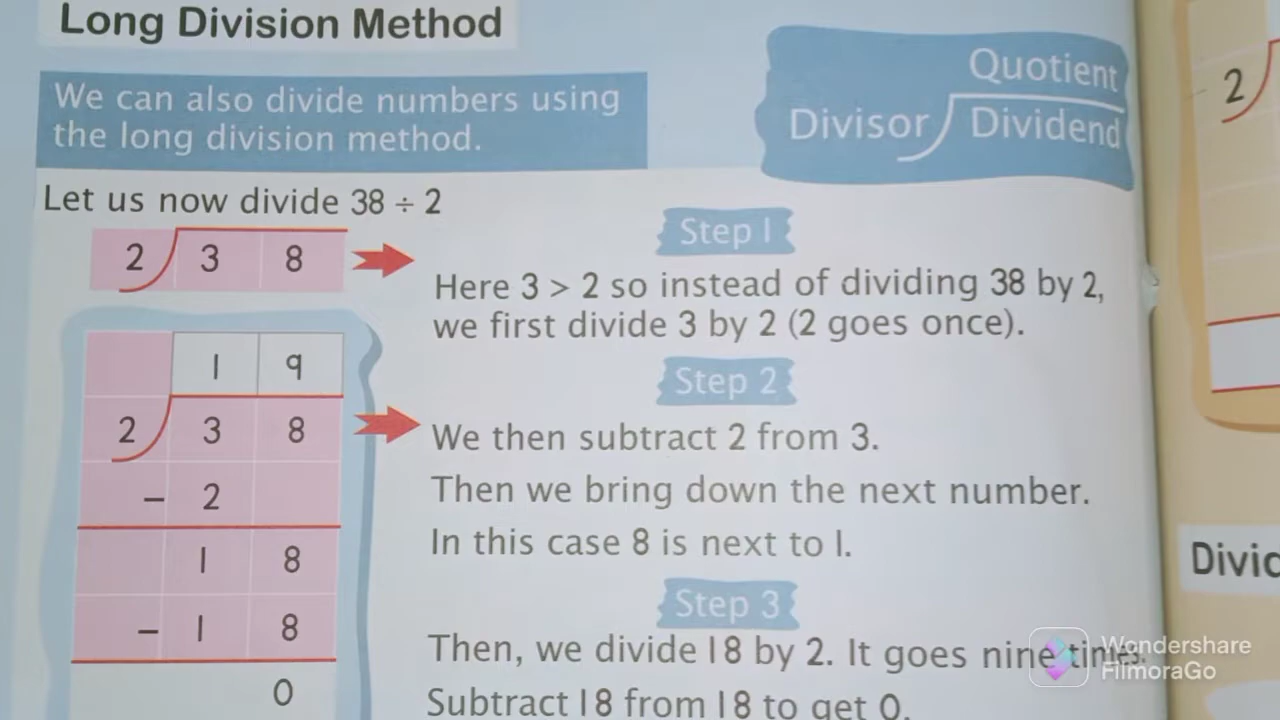 Long Division Method
We can also divide numbers using
the long division method.
Quotient
Divisor Dividend
Let us now divide 38 ÷ 2
2 3 8
Step 1
Here 3 > 2 so instead of dividing 38 by 2,
we first divide 3 by 2 (2 goes once).
1 9
2 3 8
− 2
1 8
− 1 8
0
Step 2
We then subtract 2 from 3.
Then we bring down the next number.
In this case 8 is next to 1.
Step 3
Then, we divide 18 by 2. It goes nine times.
Subtract 18 from 18 to get 0.
2
Wondershare
FilmoraGo